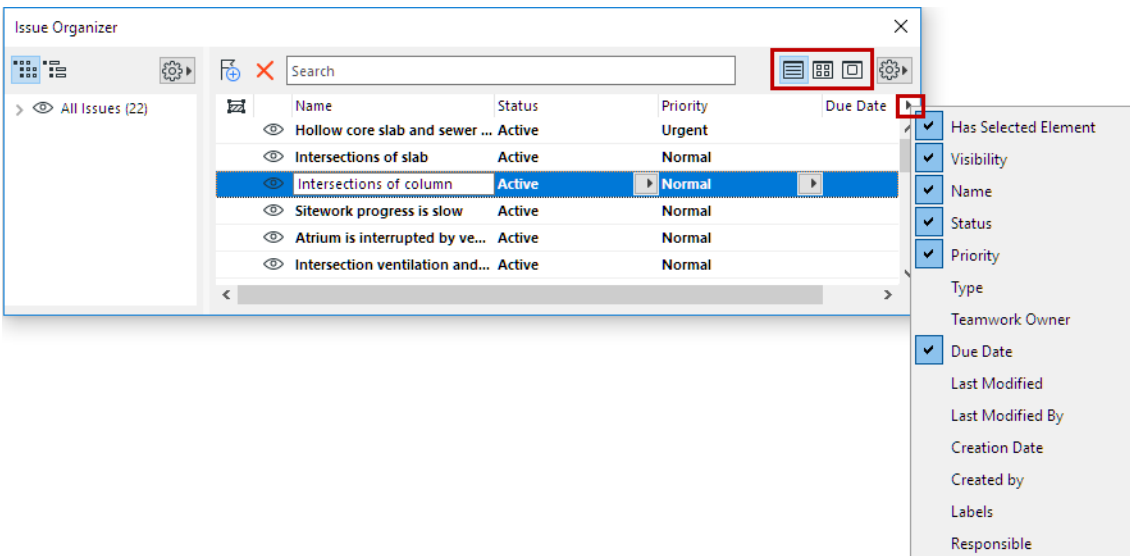 Issue Organizer
Search
All Issues (22)
Name Status Priority Due Date
Hollow core slab and sewer ... Active Urgent
Intersections of slab Active Normal
Intersections of column Active Normal
Sitework progress is slow Active Normal
Atrium is interrupted by ve... Active Normal
Intersection ventilation and... Active Normal
Has Selected Element
Visibility
Name
Status
Priority
Type
Teamwork Owner
Due Date
Last Modified
Last Modified By
Creation Date
Created by
Labels
Responsible